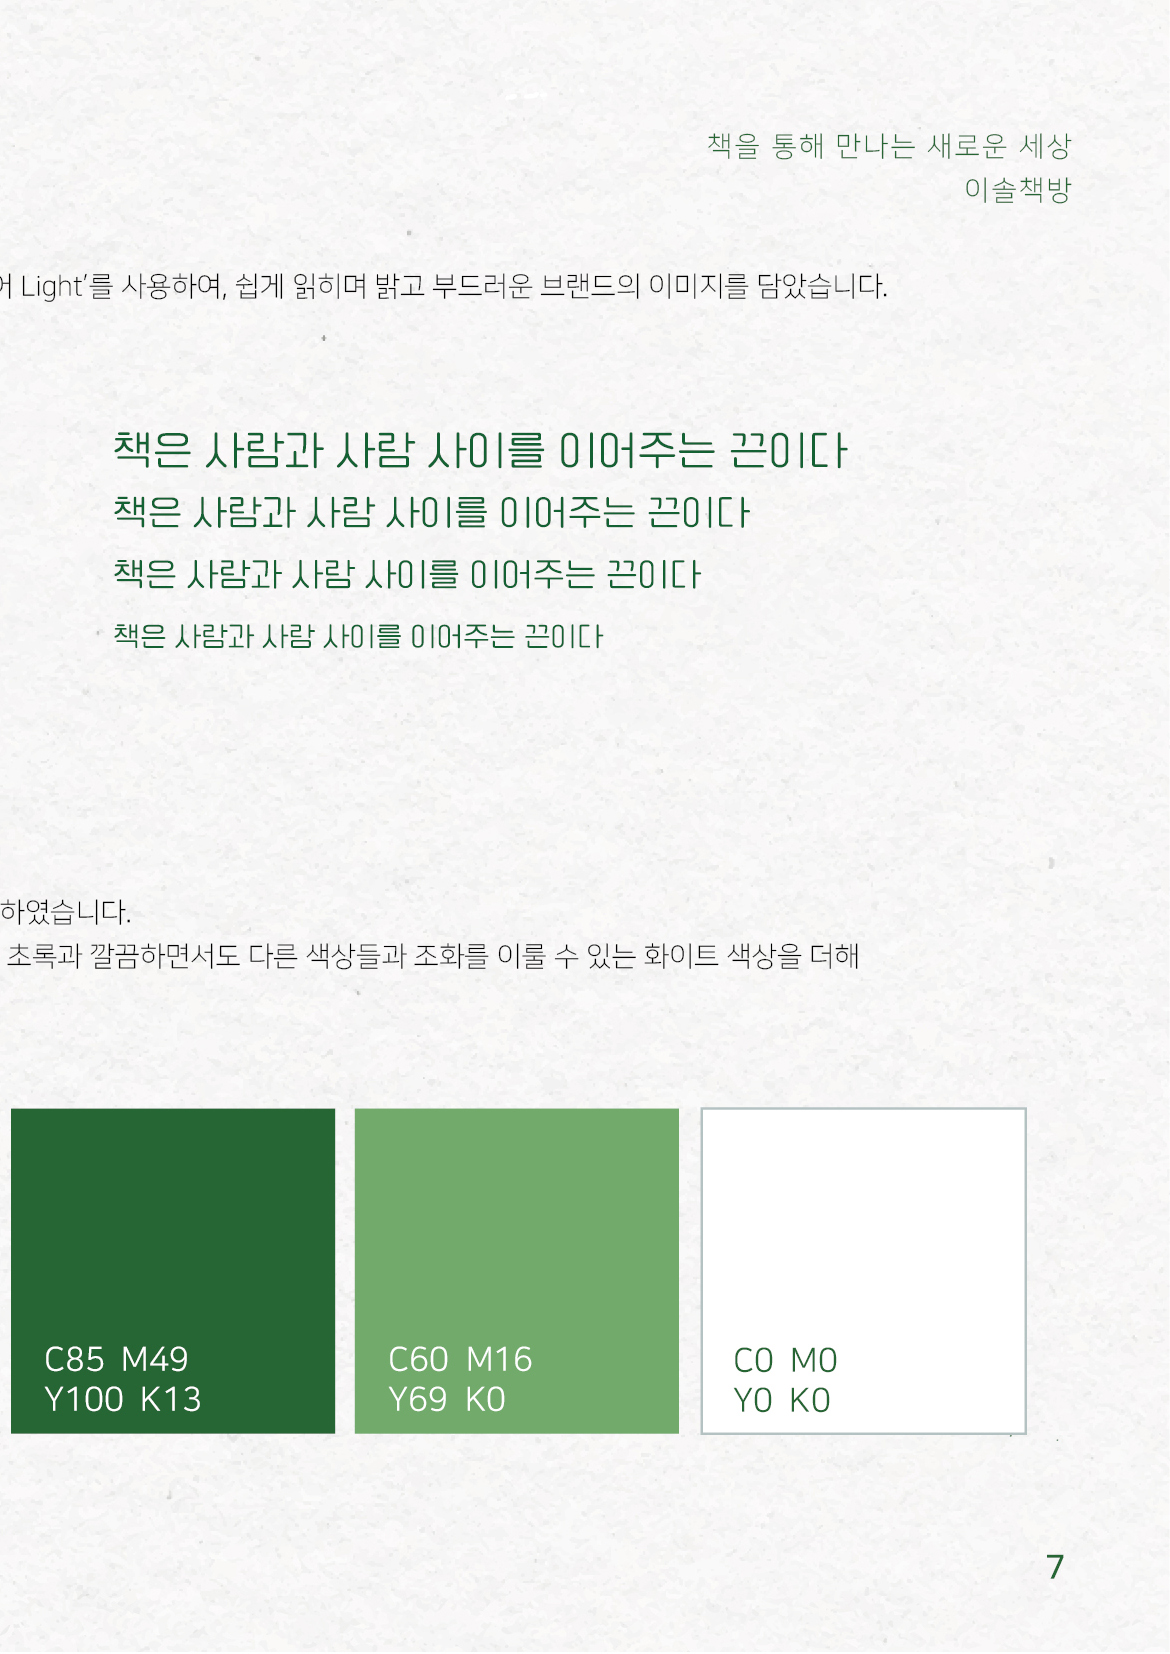 책을 통해 만나는 새로운 세상
이솔책방
어 Light’를 사용하여, 쉽게 읽히며 밝고 부드러운 브랜드의 이미지를 담았습니다.
책은 사람과 사람 사이를 이어주는 끈이다
책은 사람과 사람 사이를 이어주는 끈이다
책은 사람과 사람 사이를 이어주는 끈이다
책은 사람과 사람 사이를 이어주는 끈이다
하였습니다.
초록과 깔끔하면서도 다른 색상들과 조화를 이룰 수 있는 화이트 색상을 더해
C85 M49
Y100 K13
C60 M16
Y69 K0
C0 M0
Y0 K0
7